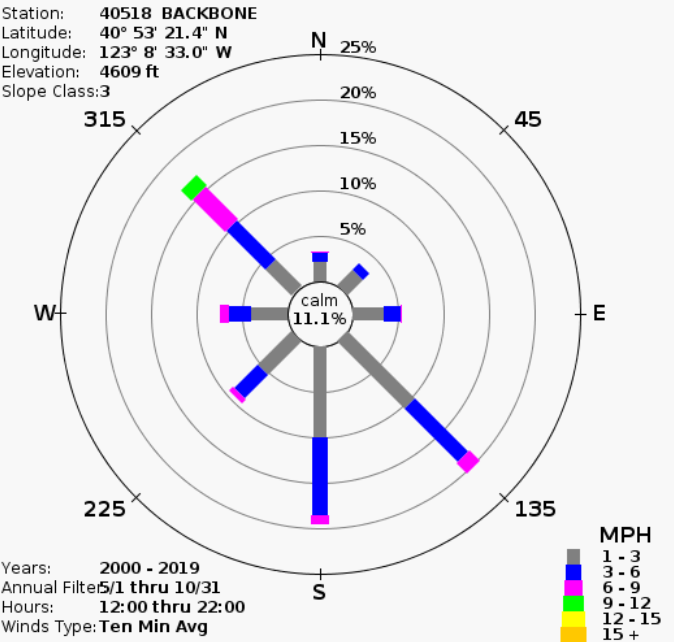 Station: 40518 BACKBONE
Latitude: 40° 53' 21.4" N
Longitude: 123° 8' 33.0" W
Elevation: 4609 ft
Slope Class:3
N
25%
20%
315
45
15%
10%
5%
W
calm
11.1%
E
225
135
S
MPH
1 - 3
3 - 6
6 - 9
9 - 12
12 - 15
15 +
Years: 2000 - 2019
Annual Filter5/1 thru 10/31
Hours: 12:00 thru 22:00
Winds Type:Ten Min Avg